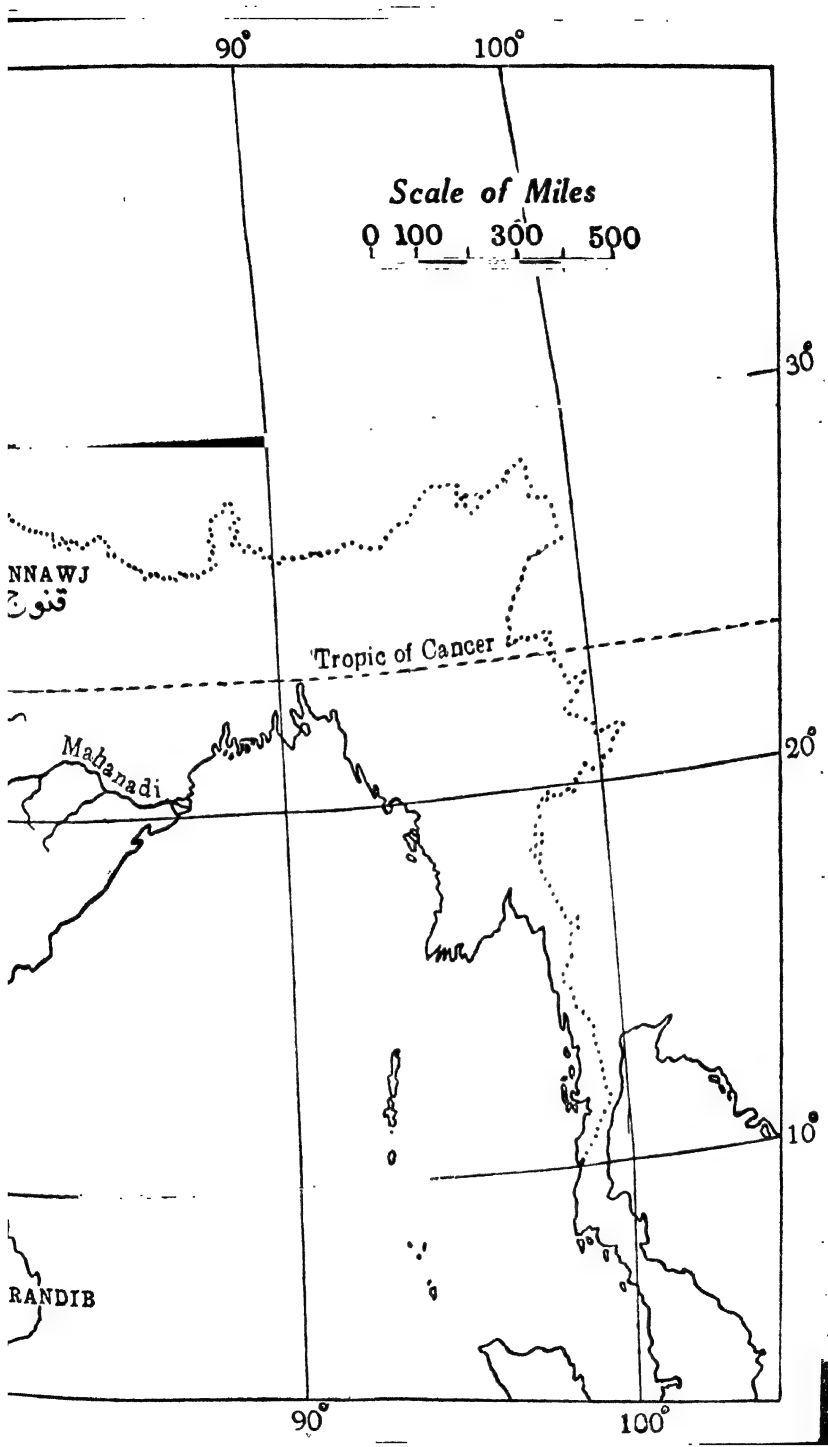 90° 100°
Scale of Miles
0 100 300 500
30°
NNAWJ
قنوج
Tropic of Cancer
Mahanadi
20°
10°
RANDIB
90° 100°